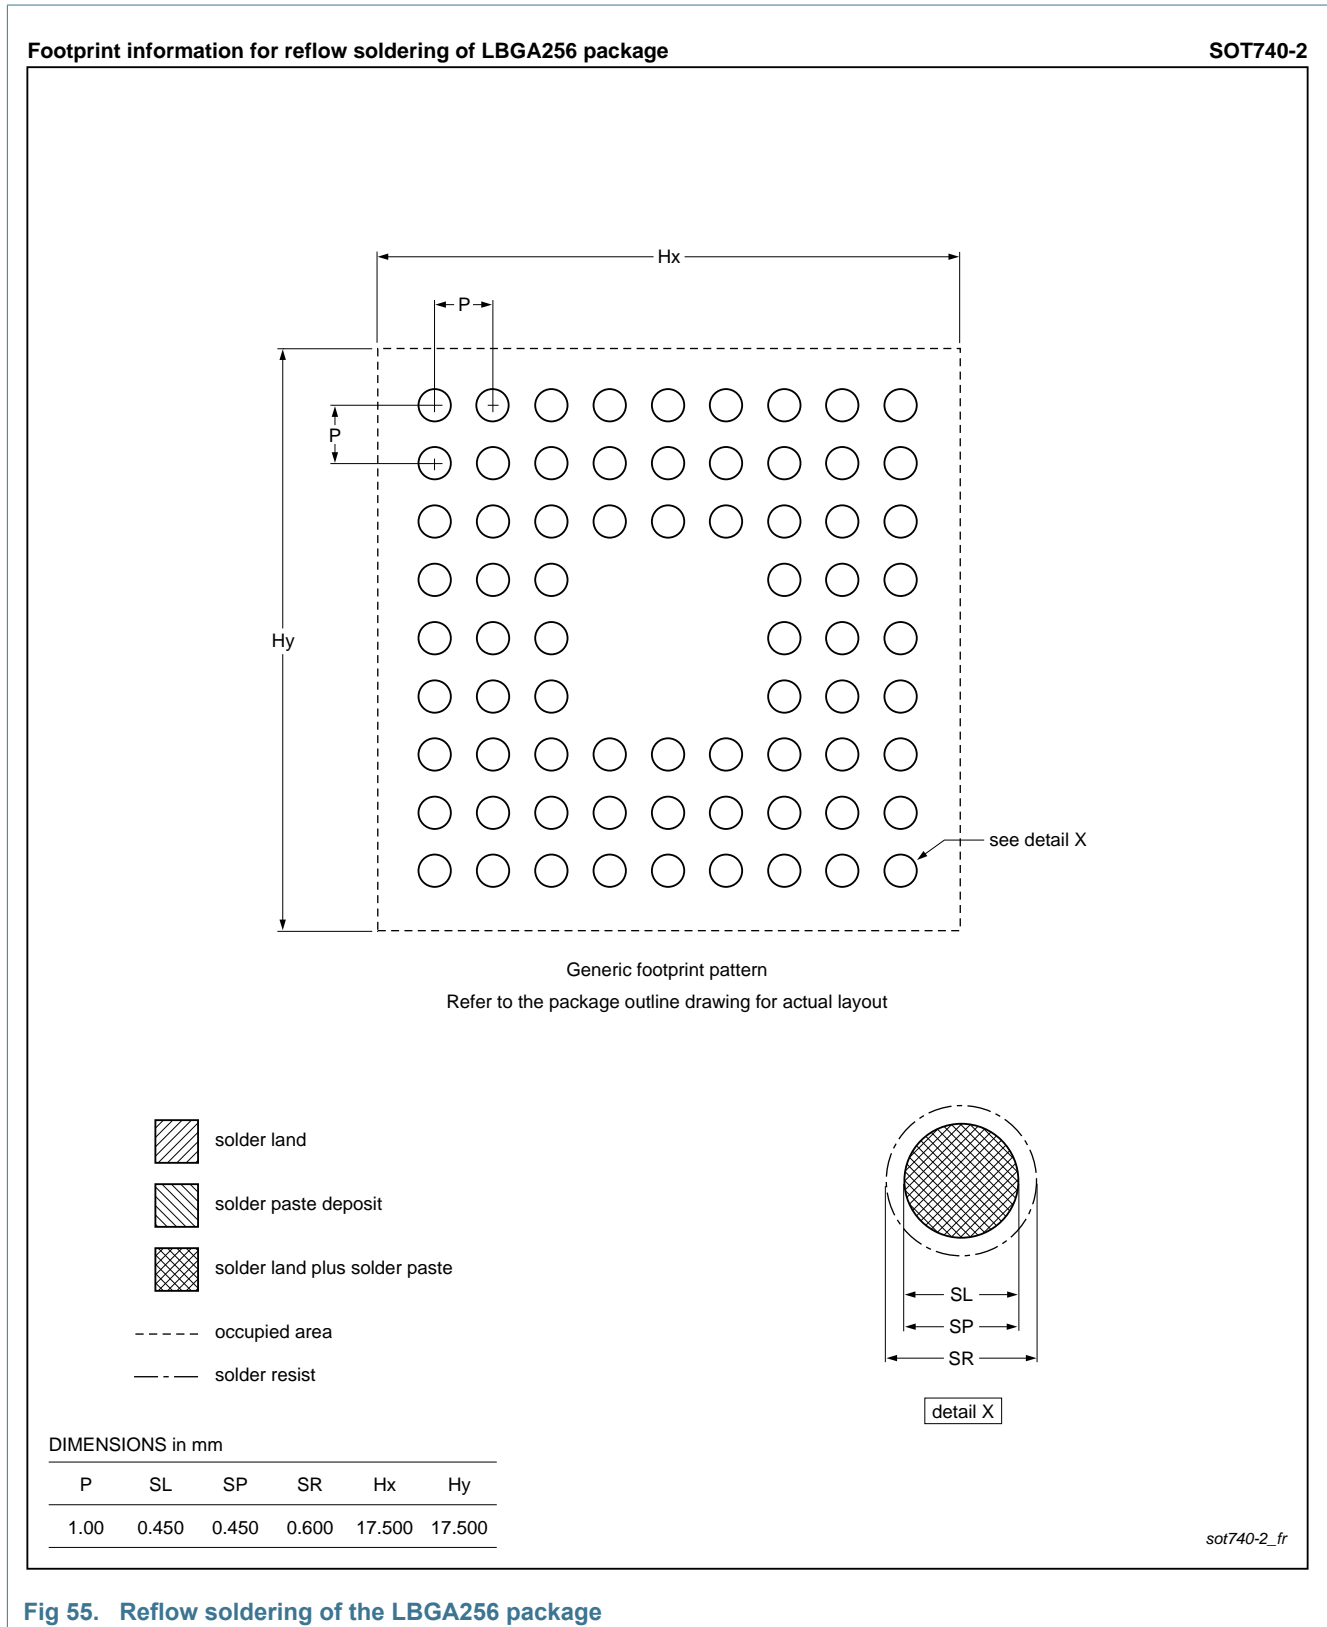 Footprint information for reflow soldering of LBGA256 package SOT740-2
Hx
P
P
Hy
see detail X
Generic footprint pattern
Refer to the package outline drawing for actual layout
solder land
solder paste deposit
solder land plus solder paste
occupied area
solder resist
SL
SP
SR
detail X
DIMENSIONS in mm
P SL SP SR Hx Hy
1.00 0.450 0.450 0.600 17.500 17.500
sot740-2_fr
Fig 55. Reflow soldering of the LBGA256 package